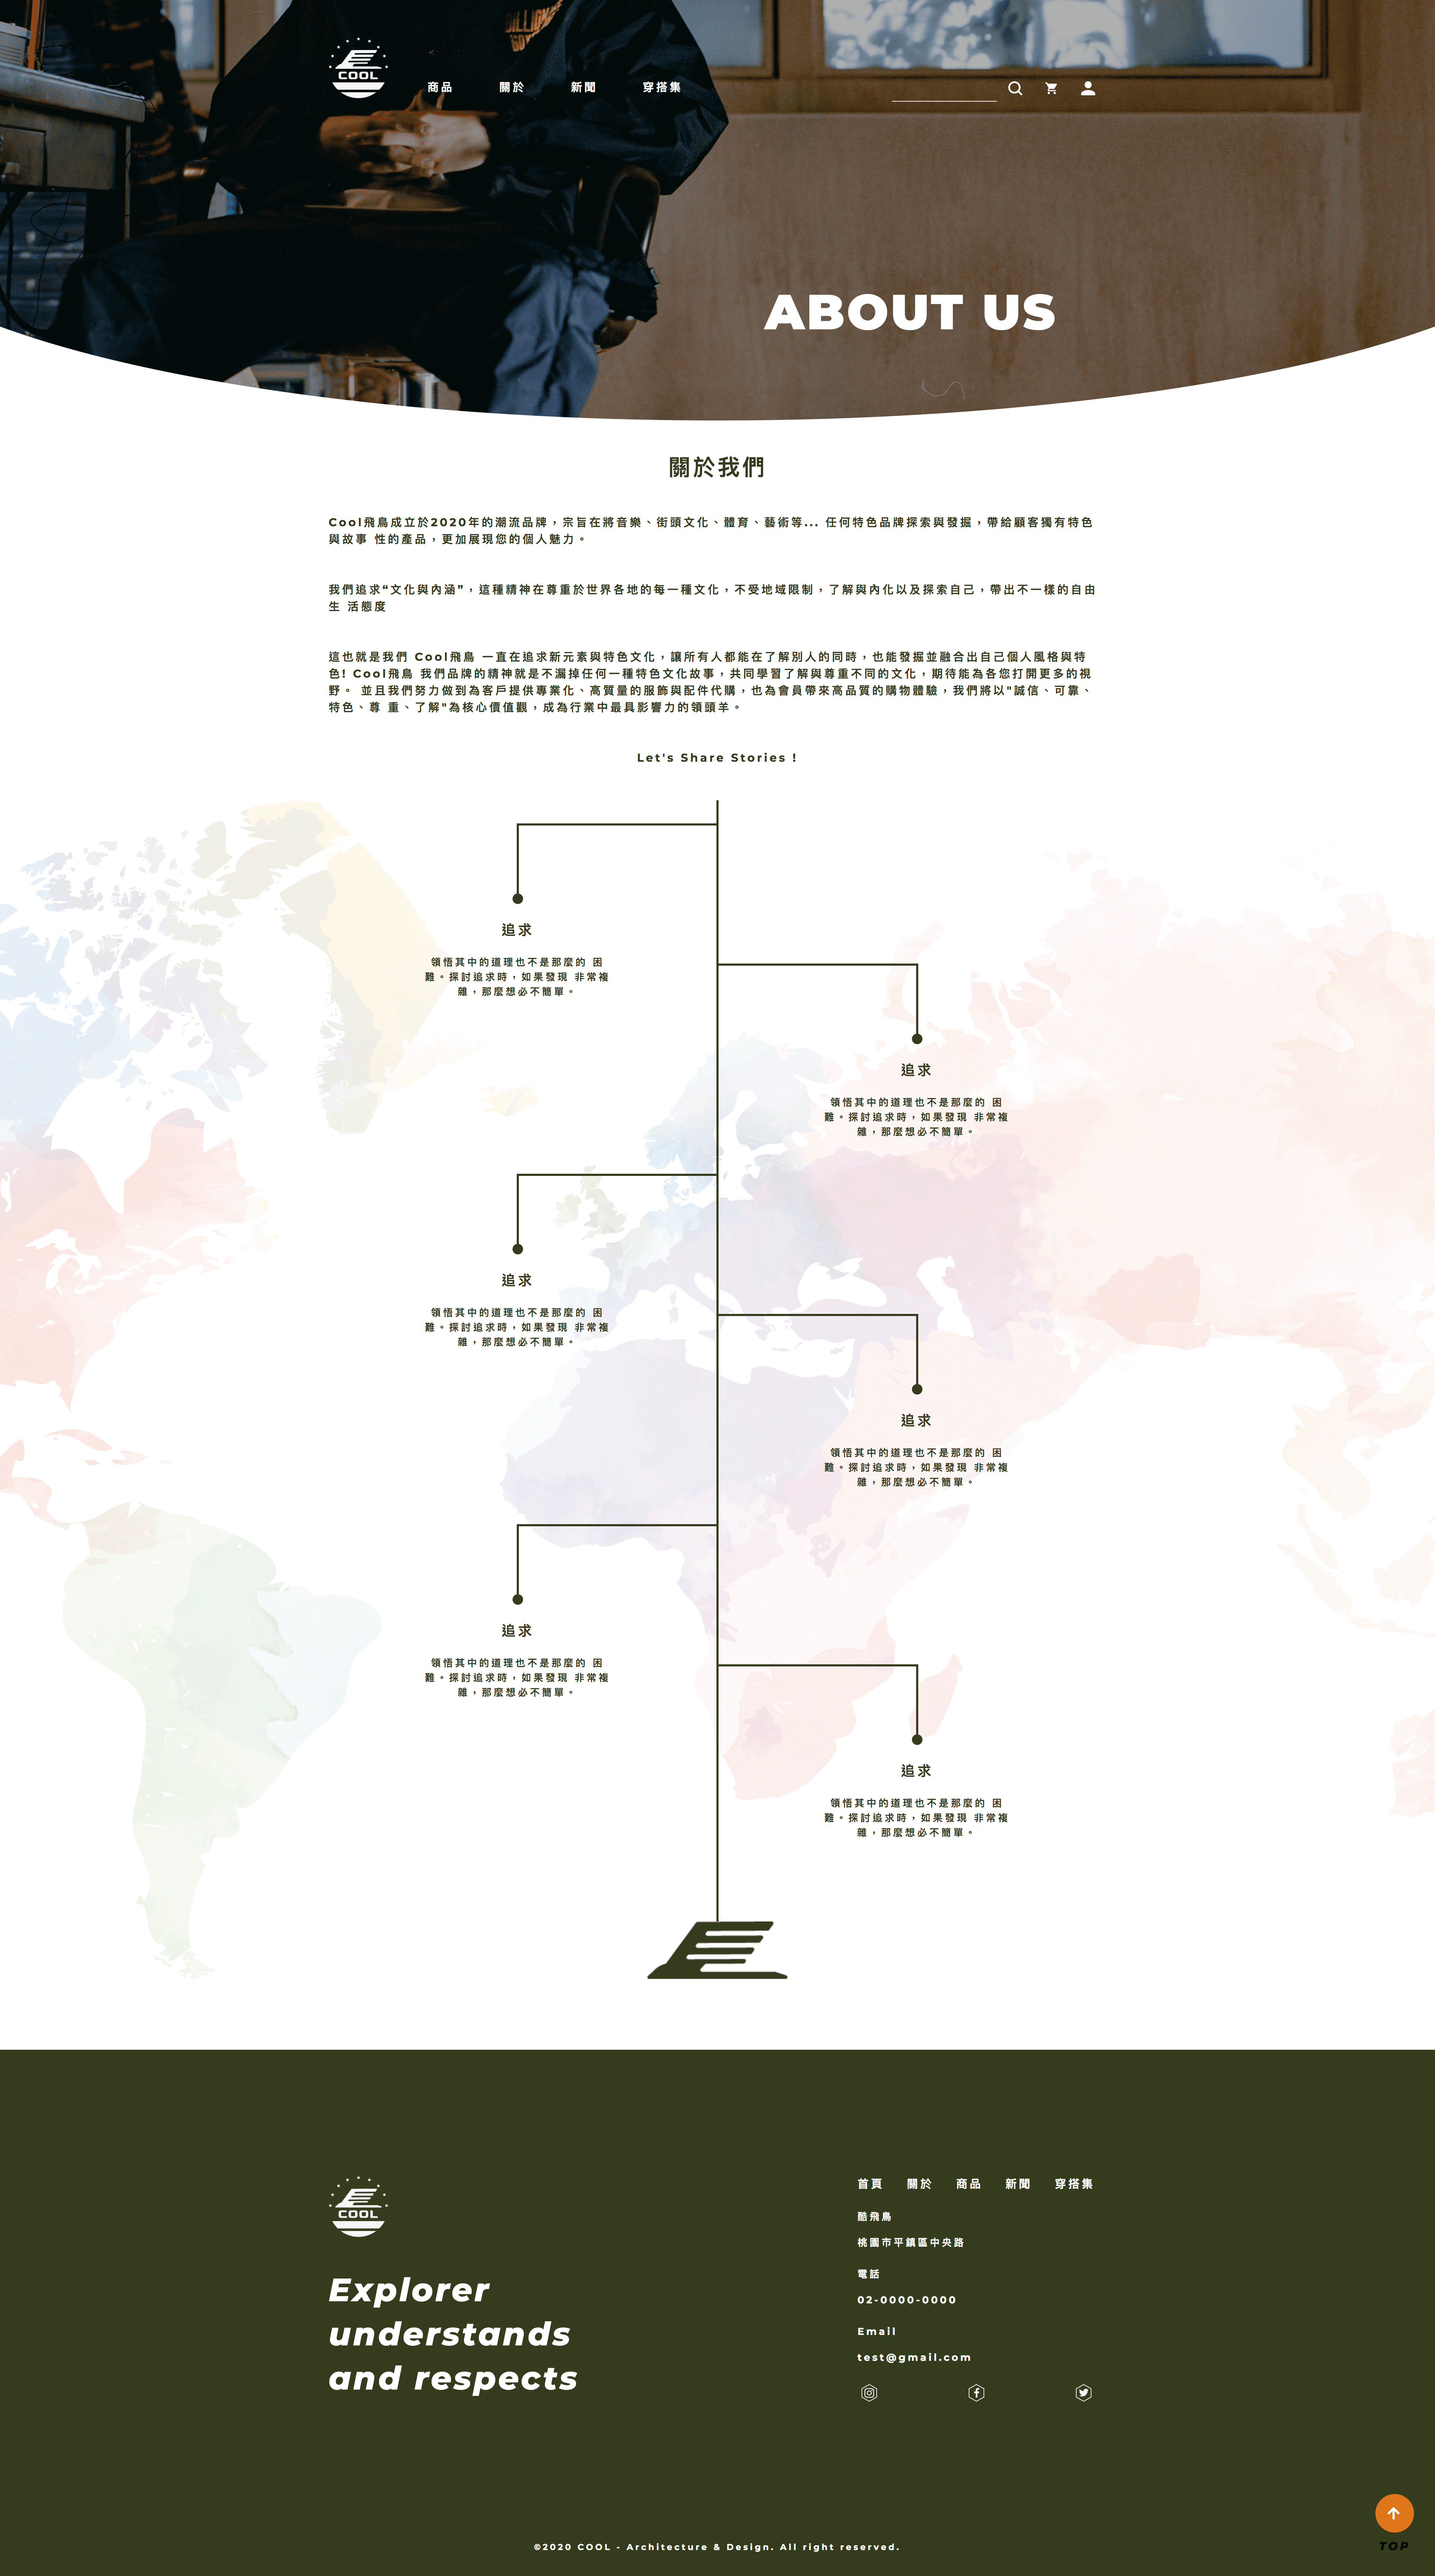 BILLIONS
COOL
商品 關於 新聞 穿搭集
ABOUT US
關於我們
Cool飛鳥成立於2020年的潮流品牌，宗旨在將音樂、街頭文化、體育、藝術等... 任何特色品牌探索與發掘，帶給顧客獨有特色
與故事 性的產品，更加展現您的個人魅力。
我們追求“文化與內涵”，這種精神在尊重於世界各地的每一種文化，不受地域限制，了解與內化以及探索自己，帶出不一樣的自由
生 活態度
這也就是我們 Cool飛鳥 一直在追求新元素與特色文化，讓所有人都能在了解別人的同時，也能發掘並融合出自己個人風格與特
色! Cool飛鳥 我們品牌的精神就是不漏掉任何一種特色文化故事，共同學習了解與尊重不同的文化，期待能為各您打開更多的視
野。 並且我們努力做到為客戶提供專業化、高質量的服飾與配件代購，也為會員帶來高品質的購物體驗，我們將以"誠信、可靠、
特色、尊 重、了解"為核心價值觀，成為行業中最具影響力的領頭羊。
Let's Share Stories !
追求
領悟其中的道理也不是那麼的 困
難。探討追求時，如果發現 非常複
雜，那麼想必不簡單。
追求
領悟其中的道理也不是那麼的 困
難。探討追求時，如果發現 非常複
雜，那麼想必不簡單。
追求
領悟其中的道理也不是那麼的 困
難。探討追求時，如果發現 非常複
雜，那麼想必不簡單。
追求
領悟其中的道理也不是那麼的 困
難。探討追求時，如果發現 非常複
雜，那麼想必不簡單。
追求
領悟其中的道理也不是那麼的 困
難。探討追求時，如果發現 非常複
雜，那麼想必不簡單。
追求
領悟其中的道理也不是那麼的 困
難。探討追求時，如果發現 非常複
雜，那麼想必不簡單。
COOL
Explorer
understands
and respects
首頁 關於 商品 新聞 穿搭集
酷飛鳥
桃園市平鎮區中央路
電話
02-0000-0000
Email
test@gmail.com
TOP
©2020 COOL - Architecture & Design. All right reserved.